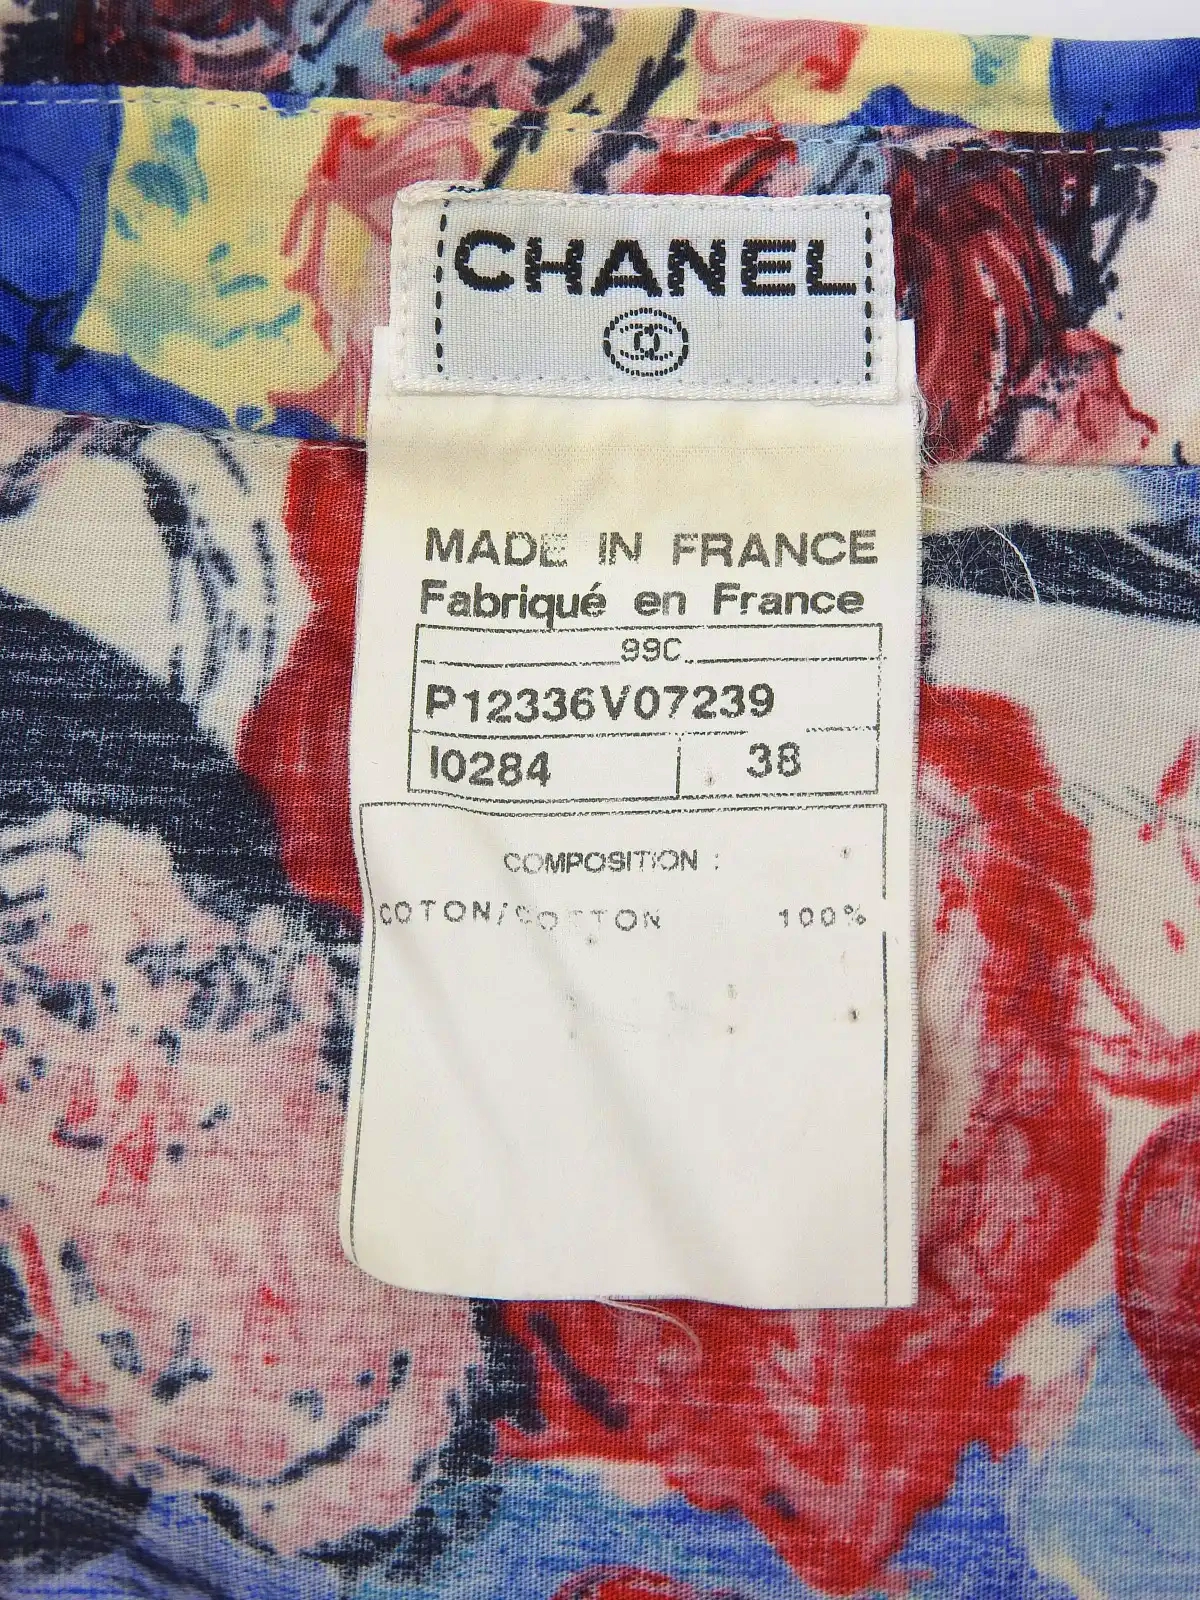 CHANEL
MADE IN FRANCE
Fabriqué en France
99C
P12336V07239
I0284 38
COMPOSITION :
COTON/COTTON 100%